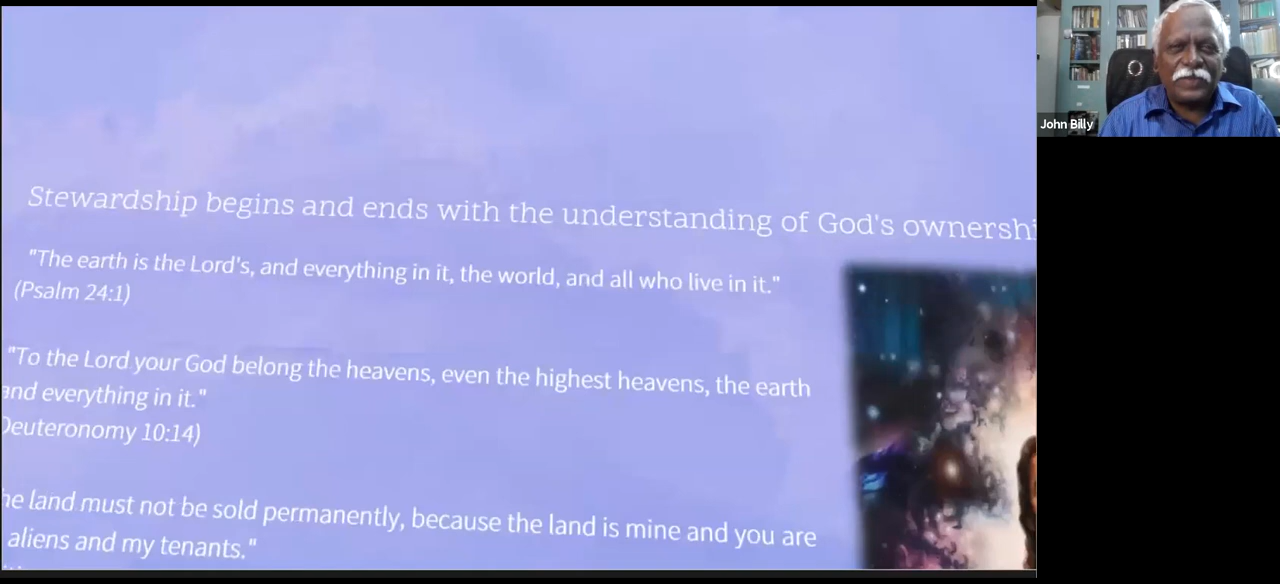 Stewardship begins and ends with the understanding of God's ownershi
"The earth is the Lord's, and everything in it, the world, and all who live in it."
(Psalm 24:1)
"To the Lord your God belong the heavens, even the highest heavens, the earth
and everything in it."
Deuteronomy 10:14)
he land must not be sold permanently, because the land is mine and you are
aliens and my tenants."
John Billy